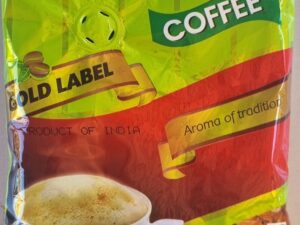 COFFEE
GOLD LABEL
PRODUCT OF INDIA
Aroma of tradition